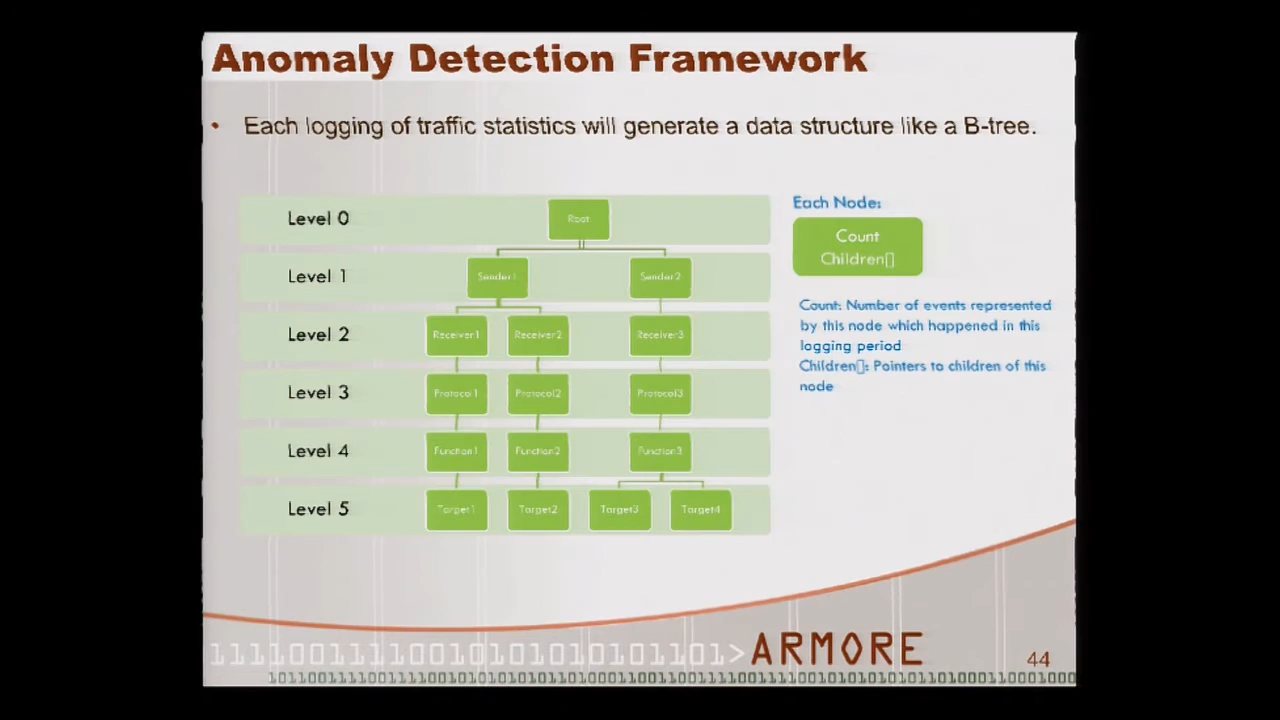 Anomaly Detection Framework
• Each logging of traffic statistics will generate a data structure like a B-tree.
Level 0
Root
Level 1
Sender1
Sender2
Level 2
Receiver1
Receiver2
Receiver3
Level 3
Protocol1
Protocol2
Protocol3
Level 4
Function1
Function2
Function3
Level 5
Target1
Target2
Target3
Target4
Each Node:
Count
Children[]
Count: Number of events represented
by this node which happened in this
logging period
Children[]: Pointers to children of this
node
111100111100101010101010101101>ARMORE
44